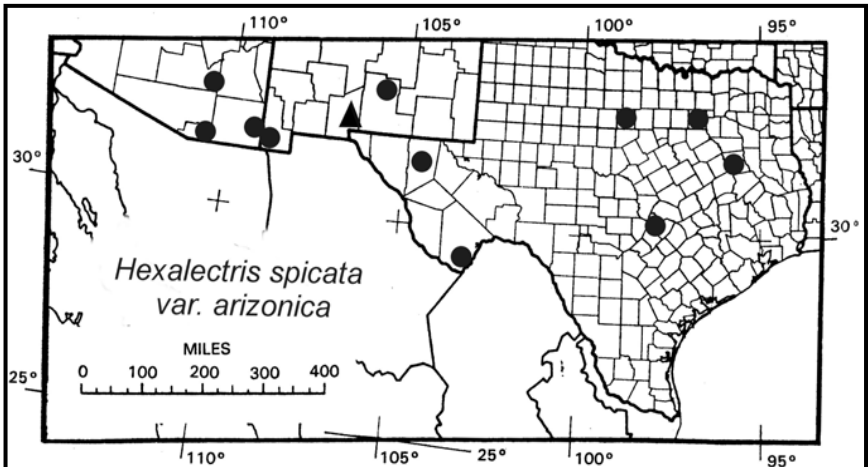 110° 105 100° 95°
30°
30°
Hexalectris spicata
var. arizonica
MILES
0 100 200 300 400
25°
110° 105° 25° 100° 95°